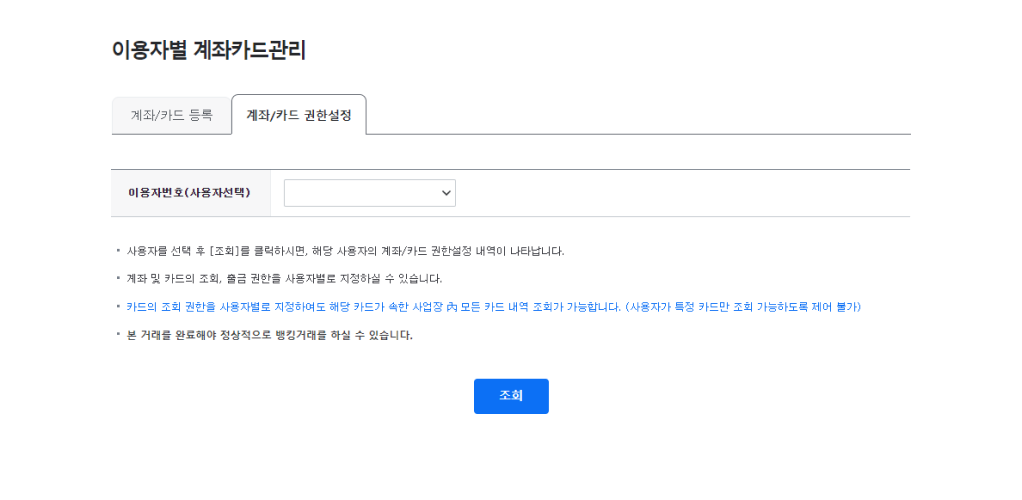 이용자별 계좌카드관리
계좌/카드 등록
계좌/카드 권한설정
이용자번호(사용자선택)
사용자를 선택 후 [조회]를 클릭하시면, 해당 사용자의 계좌/카드 권한설정 내역이 나타납니다.
계좌 및 카드의 조회, 출금 권한을 사용자별로 지정하실 수 있습니다.
카드의 조회 권한을 사용자별로 지정하여도 해당 카드가 속한 사업장 內 모든 카드 내역 조회가 가능합니다. (사용자가 특정 카드만 조회 가능하도록 제어 불가)
본 거래를 완료해야 정상적으로 뱅킹거래를 하실 수 있습니다.
조회